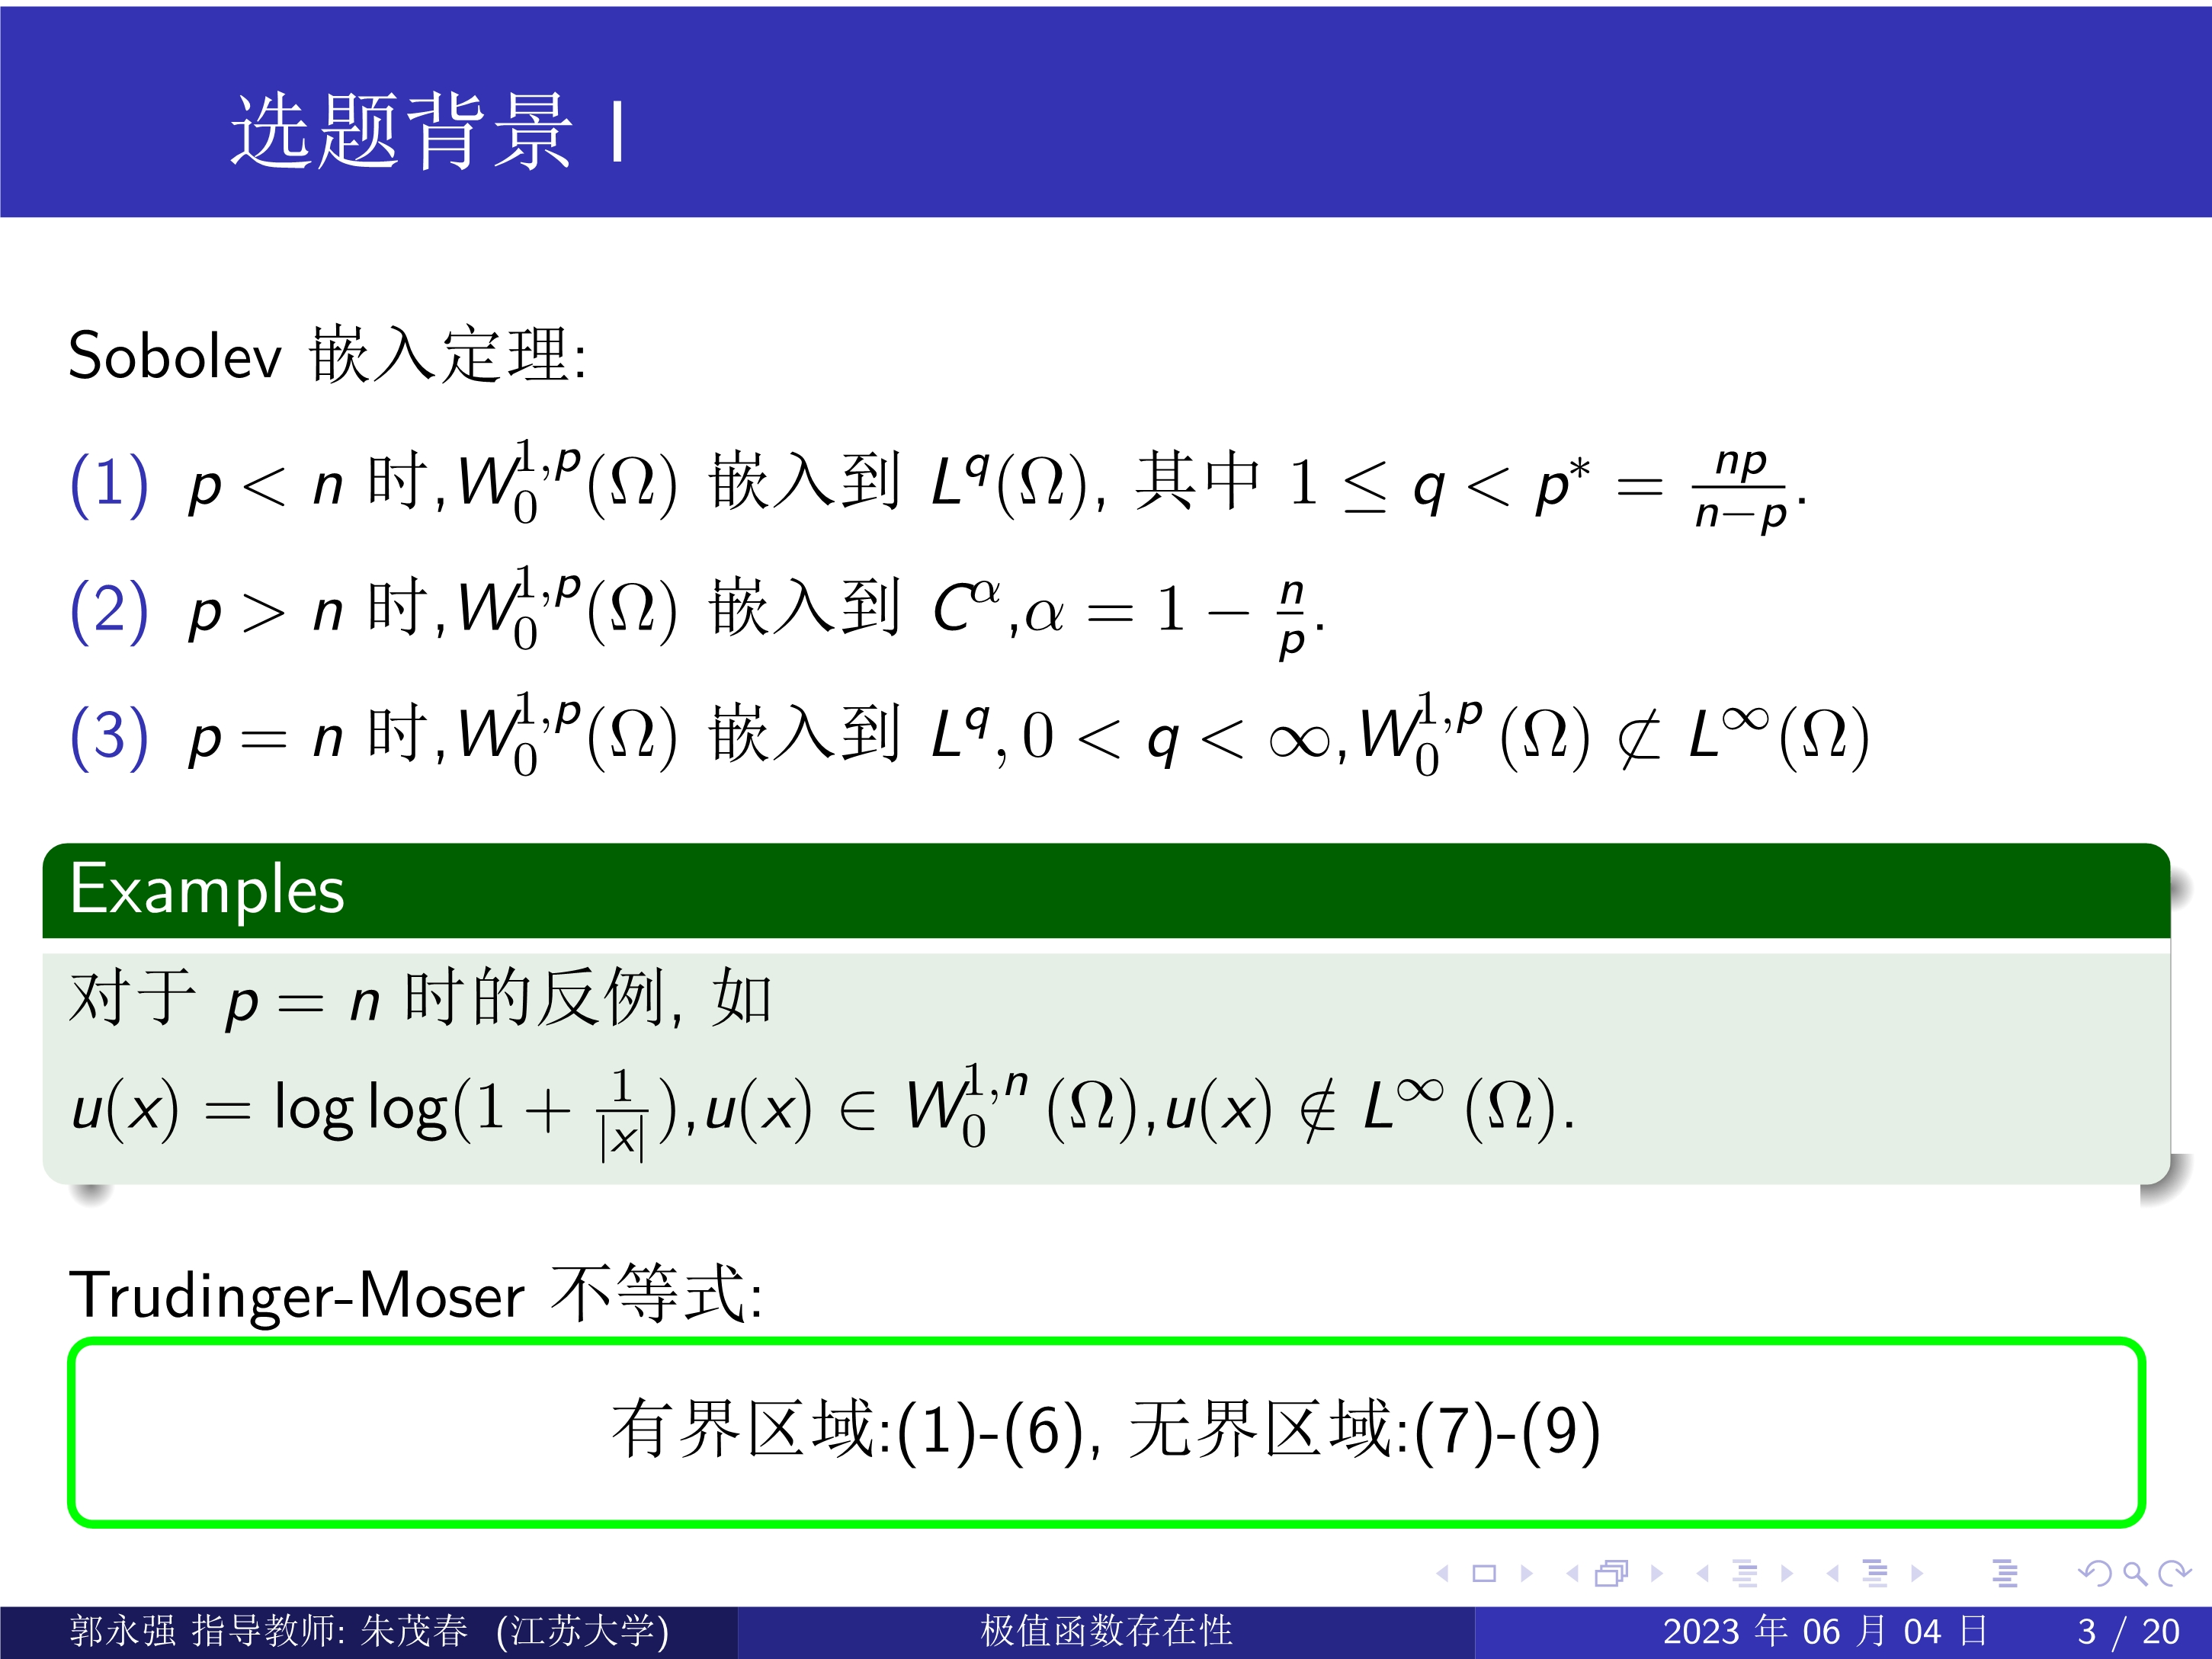 选题背景 I
Sobolev 嵌入定理:
(1) p < n 时,W_0^{1,p}(Ω) 嵌入到 L^q(Ω), 其中 1 ≤ q < p* = \frac{np}{n−p}.
(2) p > n 时,W_0^{1,p}(Ω) 嵌入到 C^α,α = 1 − \frac{n}{p}.
(3) p = n 时,W_0^{1,p}(Ω) 嵌入到 L^q, 0 < q < ∞,W_0^{1,p} (Ω) ⊄ L^∞(Ω)
Examples
对于 p = n 时的反例, 如
u(x) = log log(1 + \frac{1}{|x|}),u(x) ∈ W_0^{1,n} (Ω),u(x) ∉ L^∞ (Ω).
Trudinger-Moser 不等式:
有界区域:(1)-(6), 无界区域:(7)-(9)
郭永强 指导教师: 朱茂春 (江苏大学) 极值函数存在性 2023 年 06 月 04 日 3 / 20